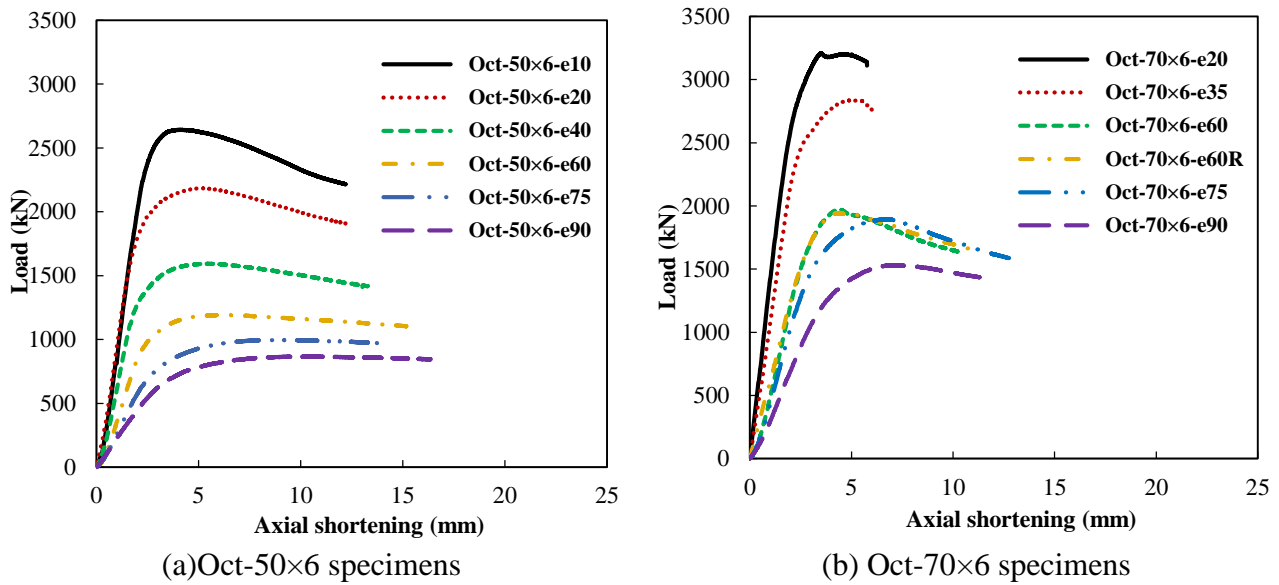 3500
3000
2500
2000
1500
1000
500
0
Load (kN)
Oct-50×6-e10
Oct-50×6-e20
Oct-50×6-e40
Oct-50×6-e60
Oct-50×6-e75
Oct-50×6-e90
0 5 10 15 20 25
Axial shortening (mm)
(a)Oct-50×6 specimens
3500
3000
2500
2000
1500
1000
500
0
Load (kN)
Oct-70×6-e20
Oct-70×6-e35
Oct-70×6-e60
Oct-70×6-e60R
Oct-70×6-e75
Oct-70×6-e90
0 5 10 15 20 25
Axial shortening (mm)
(b) Oct-70×6 specimens